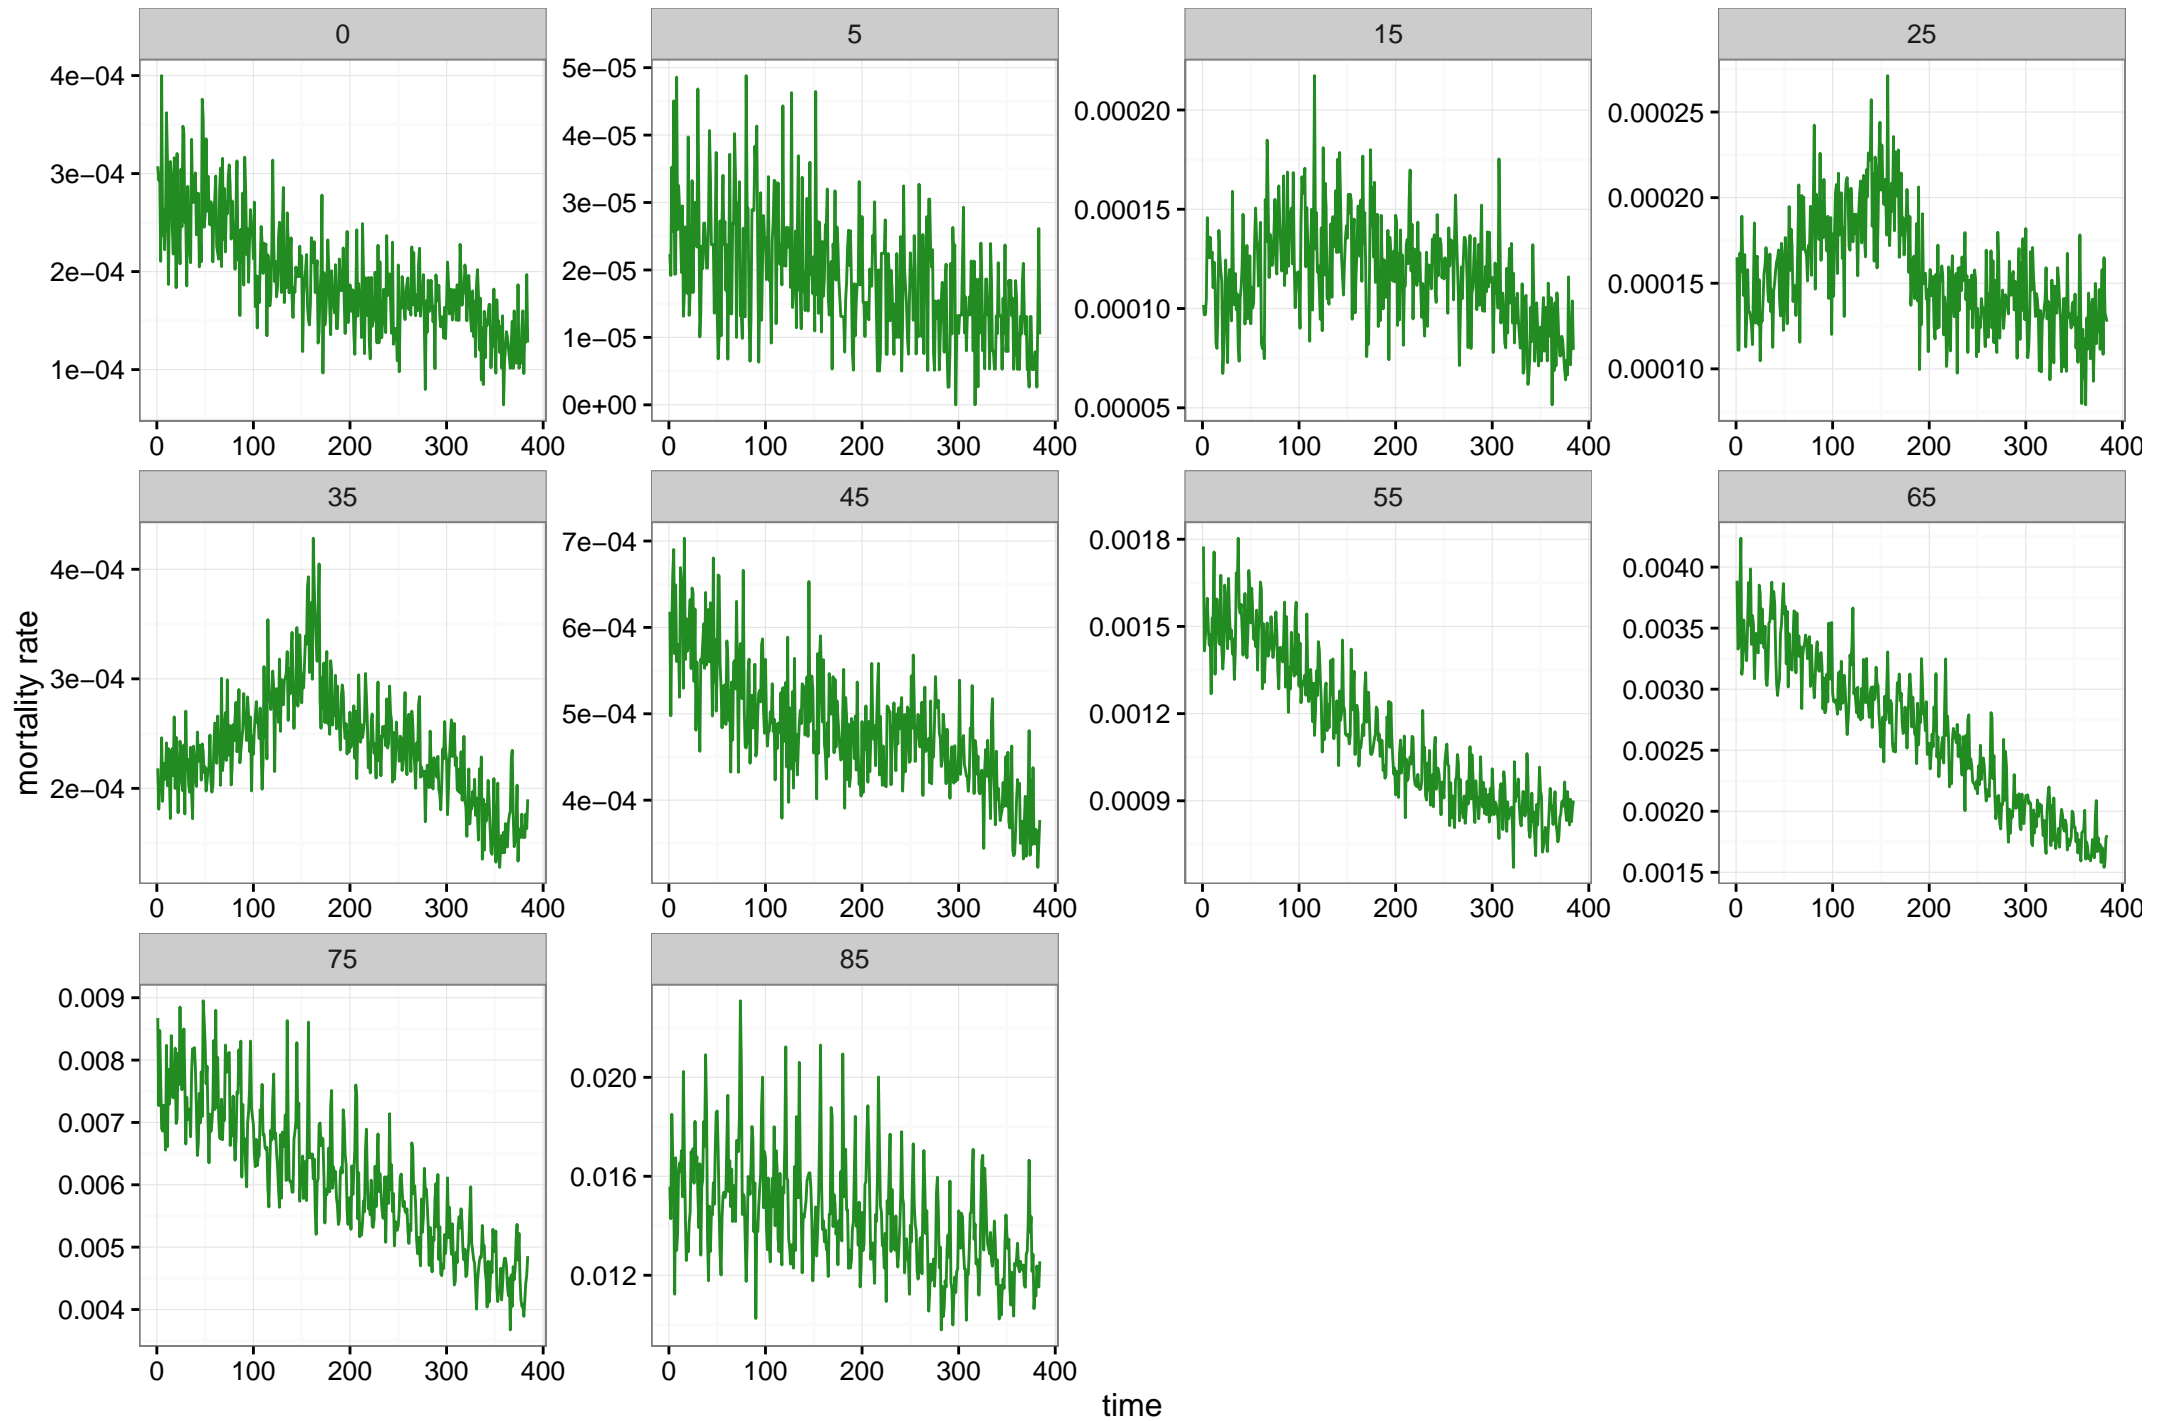 0 5 15 25
4e−04
3e−04
2e−04
1e−04
0 100 200 300 400
5e−05
4e−05
3e−05
2e−05
1e−05
0e+00
0 100 200 300 400
0.00020
0.00015
0.00010
0.00005
0 100 200 300 400
0.00025
0.00020
0.00015
0.00010
0 100 200 300 400
35 45 55 65
mortality rate
4e−04
3e−04
2e−04
0 100 200 300 400
7e−04
6e−04
5e−04
4e−04
0 100 200 300 400
0.0018
0.0015
0.0012
0.0009
0 100 200 300 400
0.0040
0.0035
0.0030
0.0025
0.0020
0.0015
0 100 200 300 400
75 85
0.009
0.008
0.007
0.006
0.005
0.004
0 100 200 300 400
0.020
0.016
0.012
0 100 200 300 400
time